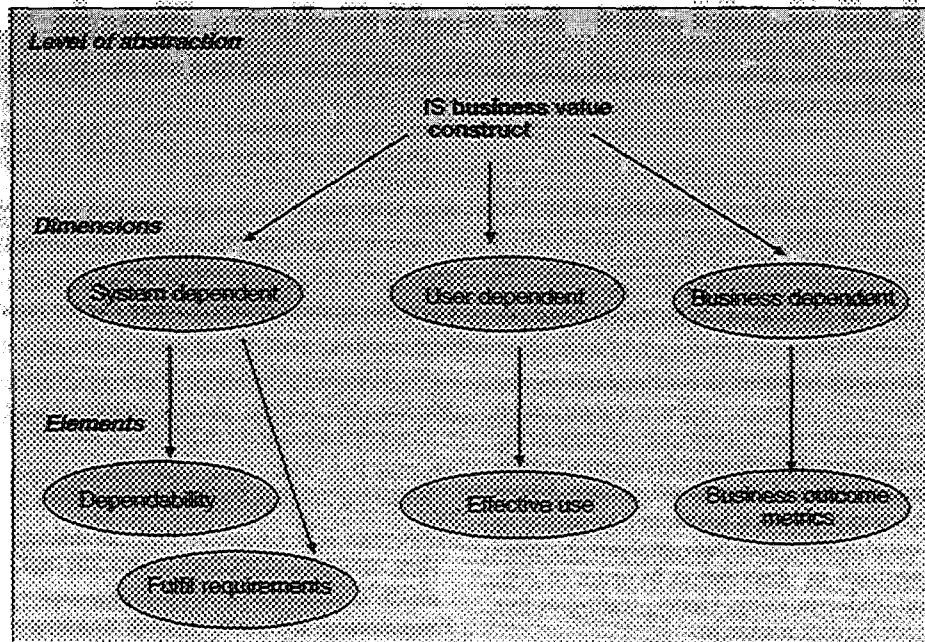 Level of abstraction
IS business value
construct
Dimensions
System dependent
User dependent
Business dependent
Elements
Dependability
Effective use
Business outcome
metrics
Fulfil requirements